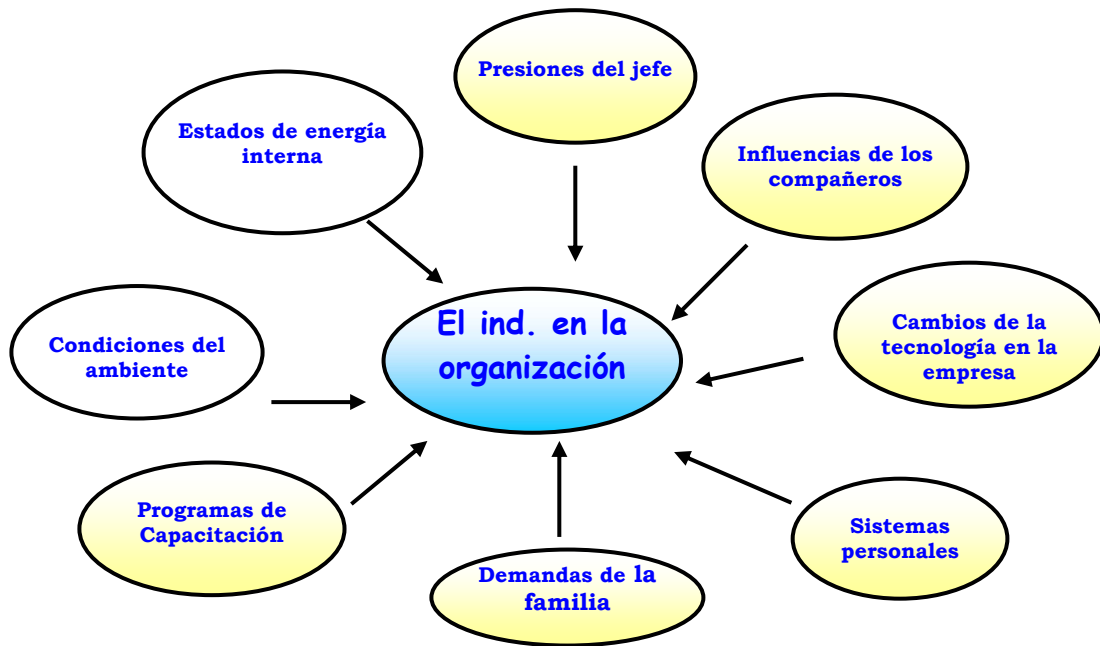 Presiones del jefe
Estados de energía
interna
Influencias de los
compañeros
El ind. en la
organización
Cambios de la
tecnología en la
empresa
Condiciones del
ambiente
Programas de
Capacitación
Sistemas
personales
Demandas de la
familia